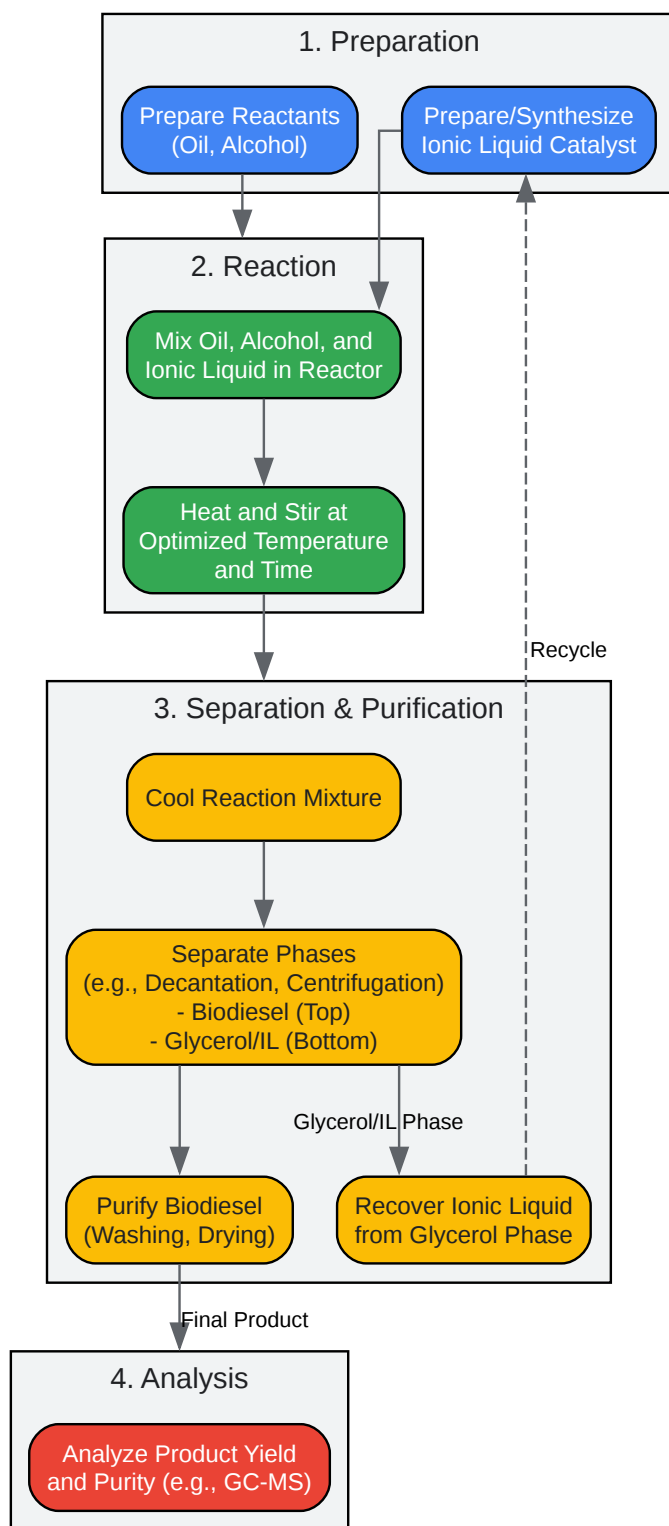 1. Preparation
Prepare Reactants
(Oil, Alcohol)
Prepare/Synthesize
Ionic Liquid Catalyst
2. Reaction
Mix Oil, Alcohol, and
Ionic Liquid in Reactor
Heat and Stir at
Optimized Temperature
and Time
Recycle
3. Separation & Purification
Cool Reaction Mixture
Separate Phases
(e.g., Decantation, Centrifugation)
- Biodiesel (Top)
- Glycerol/IL (Bottom)
Glycerol/IL Phase
Purify Biodiesel
(Washing, Drying)
Recover Ionic Liquid
from Glycerol Phase
Final Product
4. Analysis
Analyze Product Yield
and Purity (e.g., GC-MS)